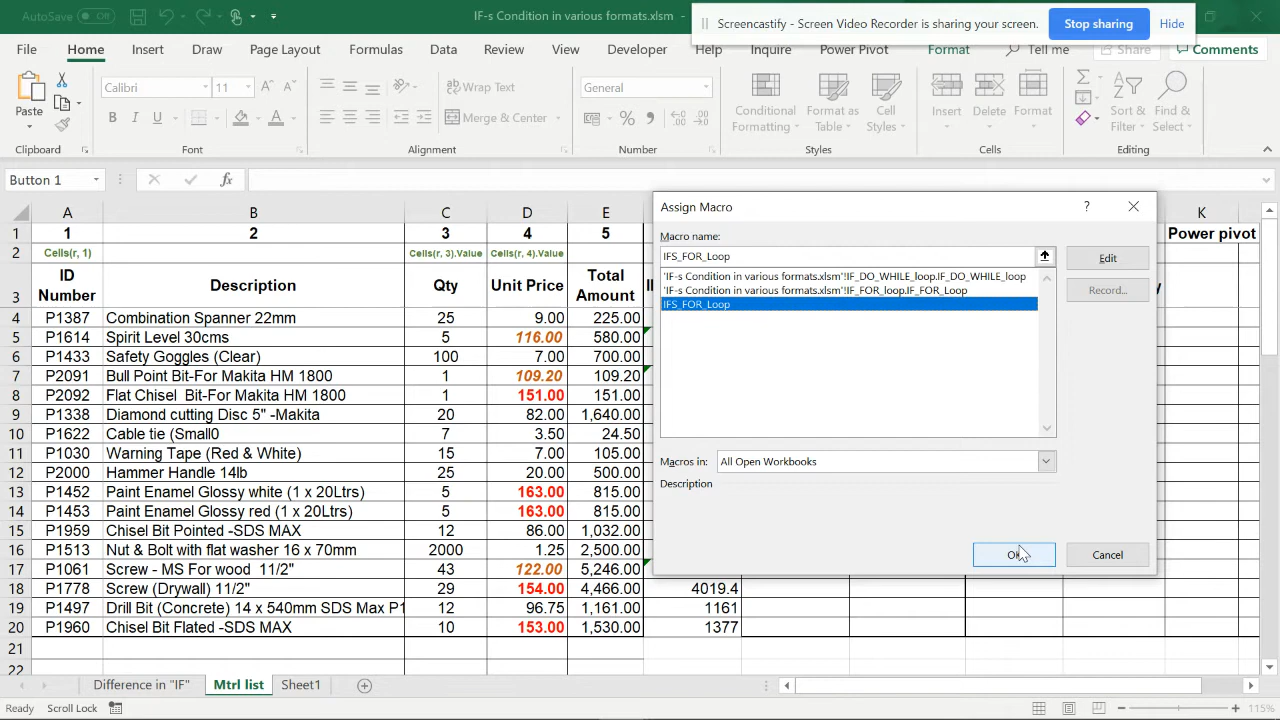 AutoSave Off IF-s Condition in various formats.xlsm -
Screencastify - Screen Video Recorder is sharing your screen. Stop sharing Hide
File Home Insert Draw Page Layout Formulas Data Review View Developer Help Inquire Power Pivot Format Tell me Share Comments
Calibri 11 General
Wrap Text
Merge & Center
Paste
B I U A % 
Conditional Formatting
Format as Table
Cell Styles
Insert Delete Format
Sort & Filter
Find & Select
Clipboard Font Alignment Number Styles Cells Editing
Button 1 fx
A B C D E K
1 1 2 3 4 5 Power pivot
2 Cells(r, 1) Cells(r, 3).Value Cells(r, 4).Value
3 ID Number Description Qty Unit Price Total Amount
P1387 Combination Spanner 22mm 25 9.00 225.00
5 P1614 Spirit Level 30cms 5 116.00 580.00
6 P1433 Safety Goggles (Clear) 100 7.00 700.00
7 P2091 Bull Point Bit-For Makita HM 1800 1 109.20 109.20
8 P2092 Flat Chisel Bit-For Makita HM 1800 1 151.00 151.00
9 P1338 Diamond cutting Disc 5" -Makita 20 82.00 1,640.00
10 P1622 Cable tie (Small0 7 3.50 24.50
11 P1030 Warning Tape (Red & White) 15 7.00 105.00
12 P2000 Hammer Handle 14lb 25 20.00 500.00
13 P1452 Paint Enamel Glossy white (1 x 20Ltrs) 5 163.00 815.00
14 P1452 Paint Enamel Glossy red (1 x 20Ltrs) 5 163.00 815.00
15 P1959 Chisel Bit Pointed -SDS MAX 12 86.00 1,032.00
16 P1513 Nut & Bolt with flat washer 16 x 70mm 2000 1.25 2,500.00
17 P1061 Screw - MS For wood 11/2" 43 122.00 5,246.00
18 P1778 Screw (Drywall) 11/2" 29 154.00 4,466.00 4019.4
19 P1497 Drill Bit (Concrete) 14 x 540mm SDS Max P1 12 96.75 1,161.00 1161
20 P1960 Chisel Bit Flated -SDS MAX 10 153.00 1,530.00 1377
21
22
Assign Macro ?
Macro name:
IFS_FOR_Loop
Edit
'IF-s Condition in various formats.xlsm'!IF_DO_WHILE_loop.IF_DO_WHILE_loop
'IF-s Condition in various formats.xlsm'!IF_FOR_loop.IF_FOR_Loop
Record...
IFS_FOR_Loop
Macros in: All Open Workbooks
Description
OK Cancel
Difference in "IF" Mtrl list Sheet1
Ready Scroll Lock 115%